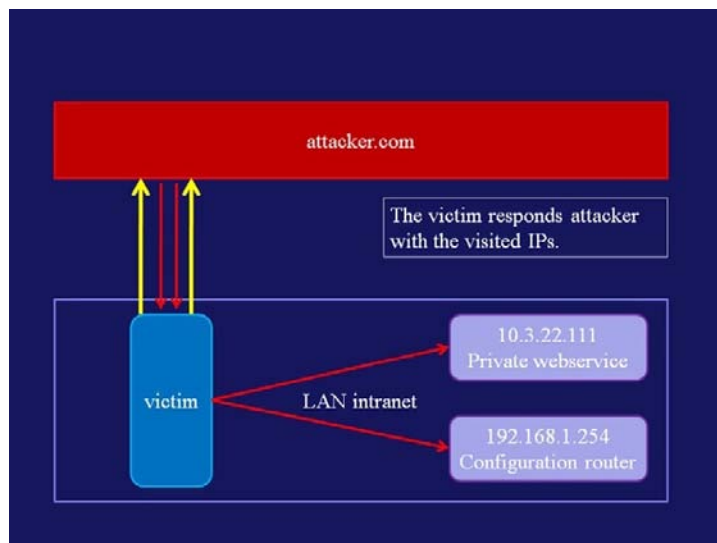 attacker.com
The victim responds attacker
with the visited IPs.
10.3.22.111
Private webservice
victim
LAN intranet
192.168.1.254
Configuration router